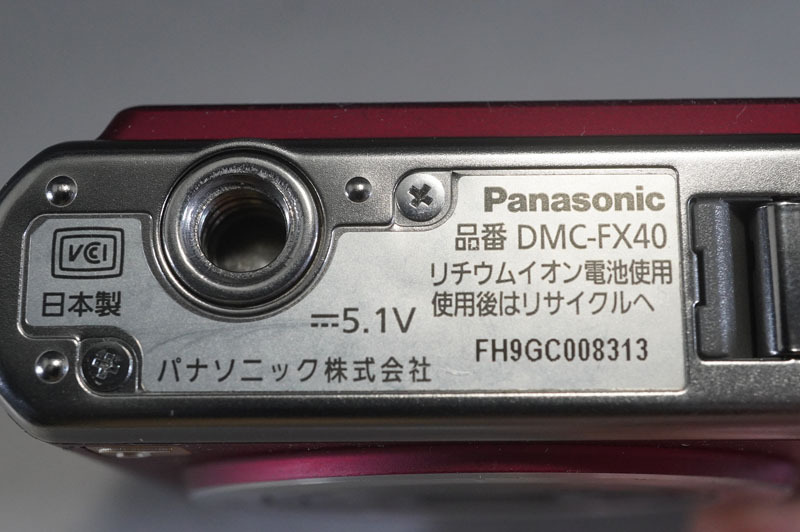 Panasonic
品番 DMC-FX40
リチウムイオン電池使用
使用後はリサイクルへ
FH9GC008313
VCCI
日本製
⎓5.1V
パナソニック株式会社